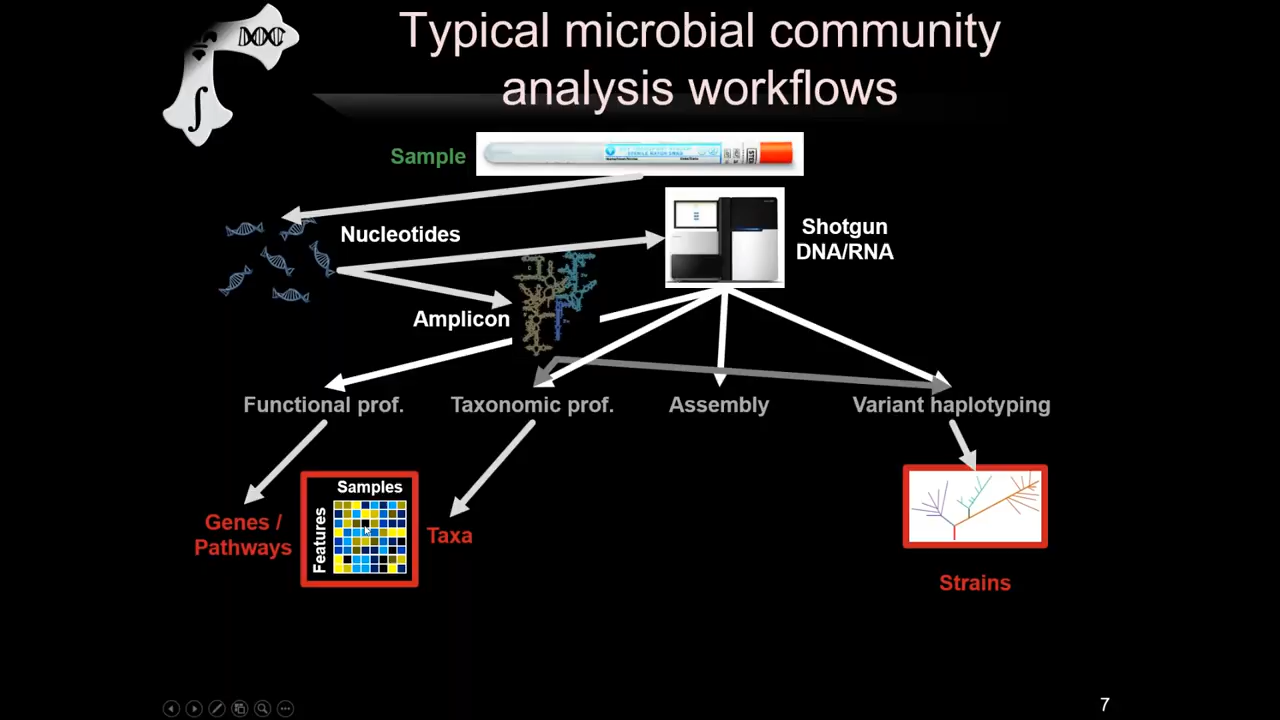 Typical microbial community
analysis workflows
Sample
Nucleotides
Shotgun
DNA/RNA
Amplicon
Functional prof.
Taxonomic prof.
Assembly
Variant haplotyping
Samples
Features
Genes /
Pathways
Taxa
Strains
7